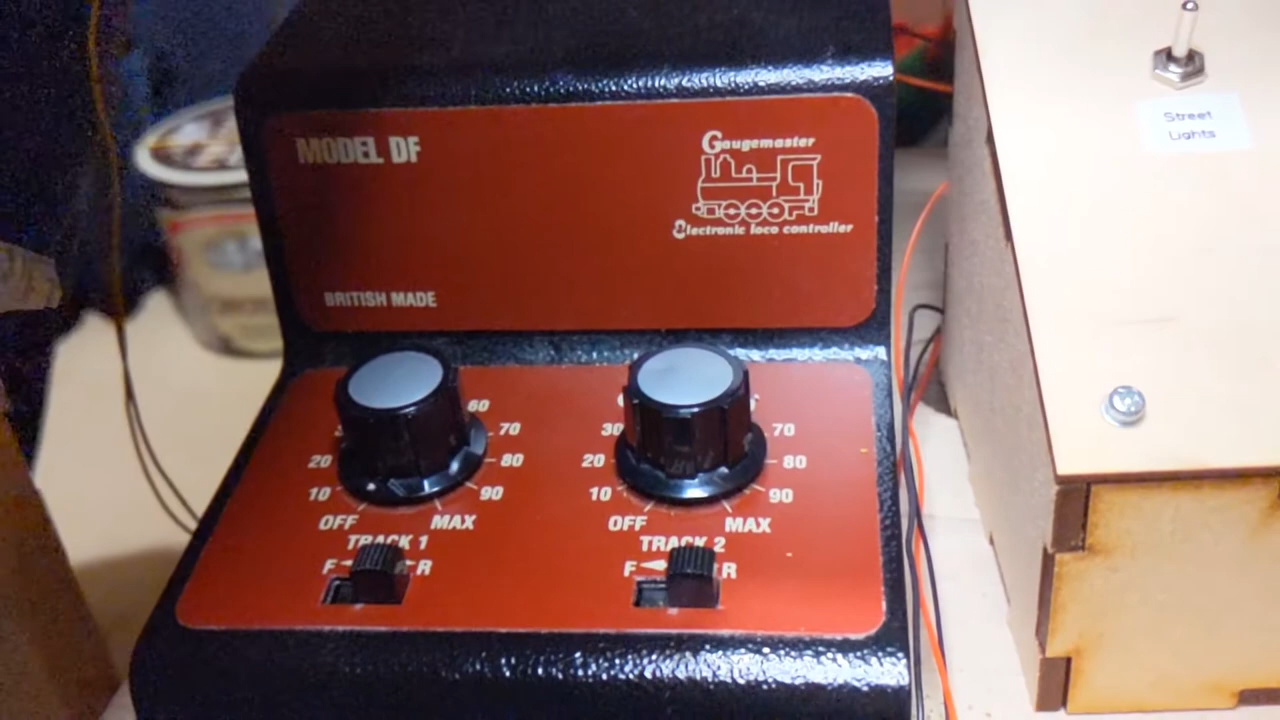 MODEL DF
Gaugemaster
Electronic loco controller
BRITISH MADE
Street
Lights
60
70
80
90
MAX
20
10
OFF
TRACK 1
F
R
30
20
10
OFF
70
80
90
MAX
TRACK 2
F
R